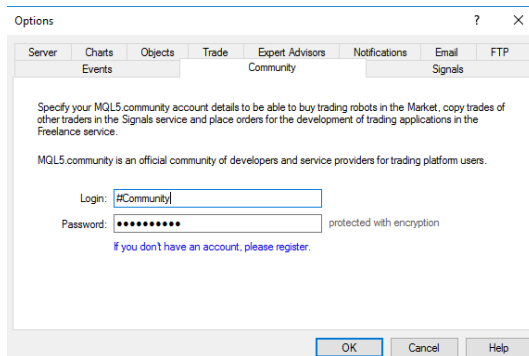 Options
?
Server Charts Objects Trade Expert Advisors Notifications Email FTP
Events Community Signals
Specify your MQL5.community account details to be able to buy trading robots in the Market, copy trades of
other traders in the Signals service and place orders for the development of trading applications in the
Freelance service.
MQL5.community is an official community of developers and service providers for trading platform users.
Login: #Community
Password: ●●●●●●●●●● protected with encryption
If you don't have an account, please register.
OK Cancel Help